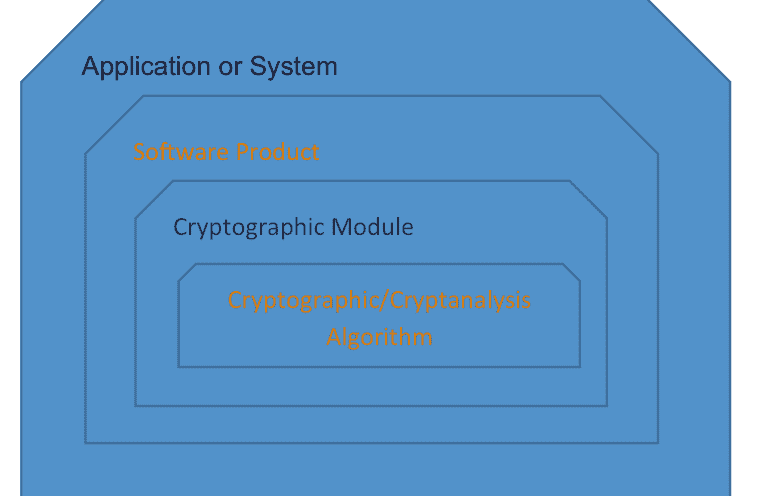 Application or System
Software Product
Cryptographic Module
Cryptographic/Cryptanalysis
Algorithm